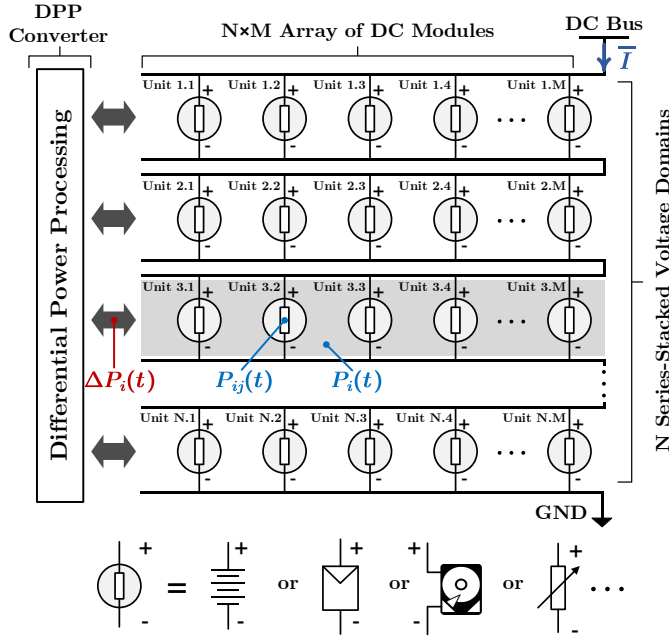 DPP
Converter
N×M Array of DC Modules
DC Bus
I
Differential Power Processing
Unit 1.1 Unit 1.2 Unit 1.3 Unit 1.4 Unit 1.M
+ + + + +
- - - - -
Unit 2.1 Unit 2.2 Unit 2.3 Unit 2.4 Unit 2.M
+ + + + +
- - - - -
Unit 3.1 Unit 3.2 Unit 3.3 Unit 3.4 Unit 3.M
+ + + + +
- - - - -
ΔPi(t) Pij(t) Pi(t)
Unit N.1 Unit N.2 Unit N.3 Unit N.4 Unit N.M
+ + + + +
- - - - -
N Series-Stacked Voltage Domains
GND
+ + + + +
= or or or ...
- - - - -